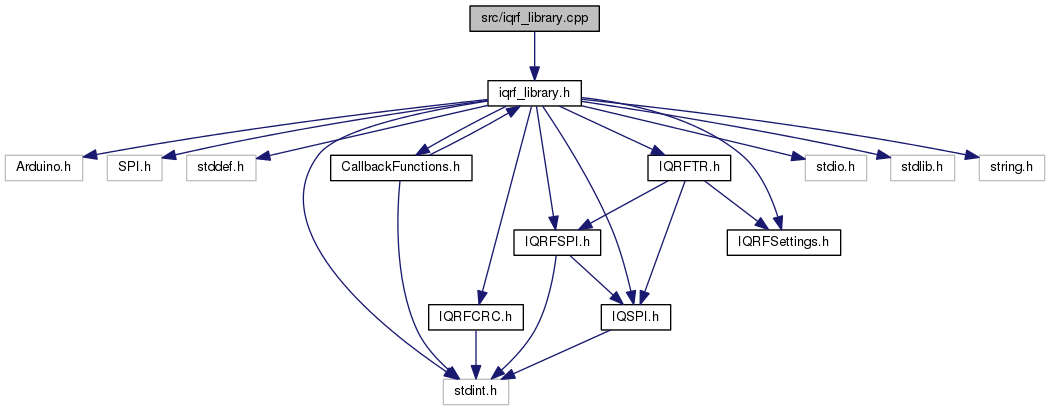 src/iqrf_library.cpp
iqrf_library.h
Arduino.h
SPI.h
stddef.h
CallbackFunctions.h
IQRFTR.h
stdio.h
stdlib.h
string.h
IQRFSPI.h
IQRFSettings.h
IQRFCRC.h
IQSPI.h
stdint.h